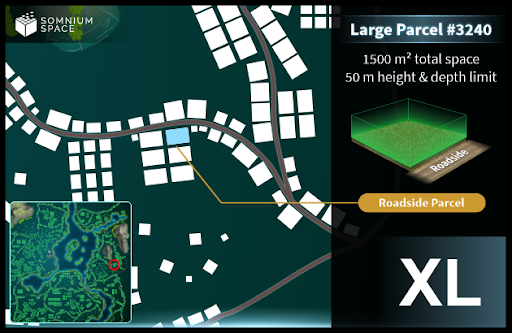 SOMNIUM
SPACE
Large Parcel #3240
1500 m² total space
50 m height & depth limit
Roadside
Roadside Parcel
XL